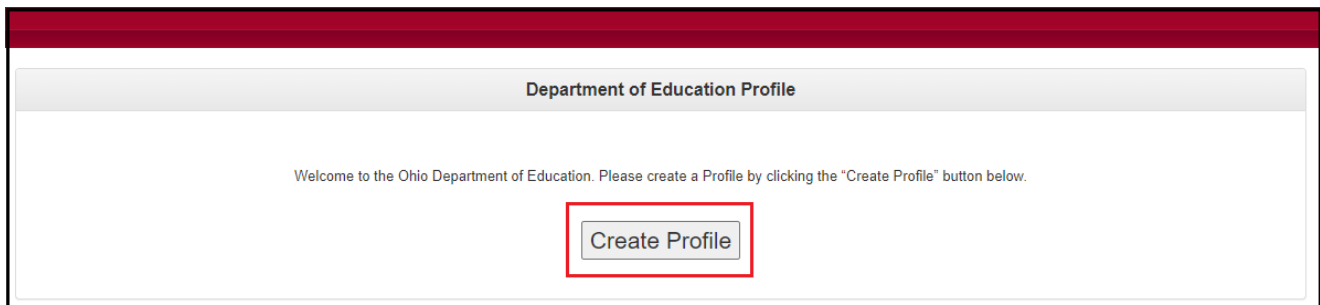 Department of Education Profile
Welcome to the Ohio Department of Education. Please create a Profile by clicking the “Create Profile” button below.
Create Profile